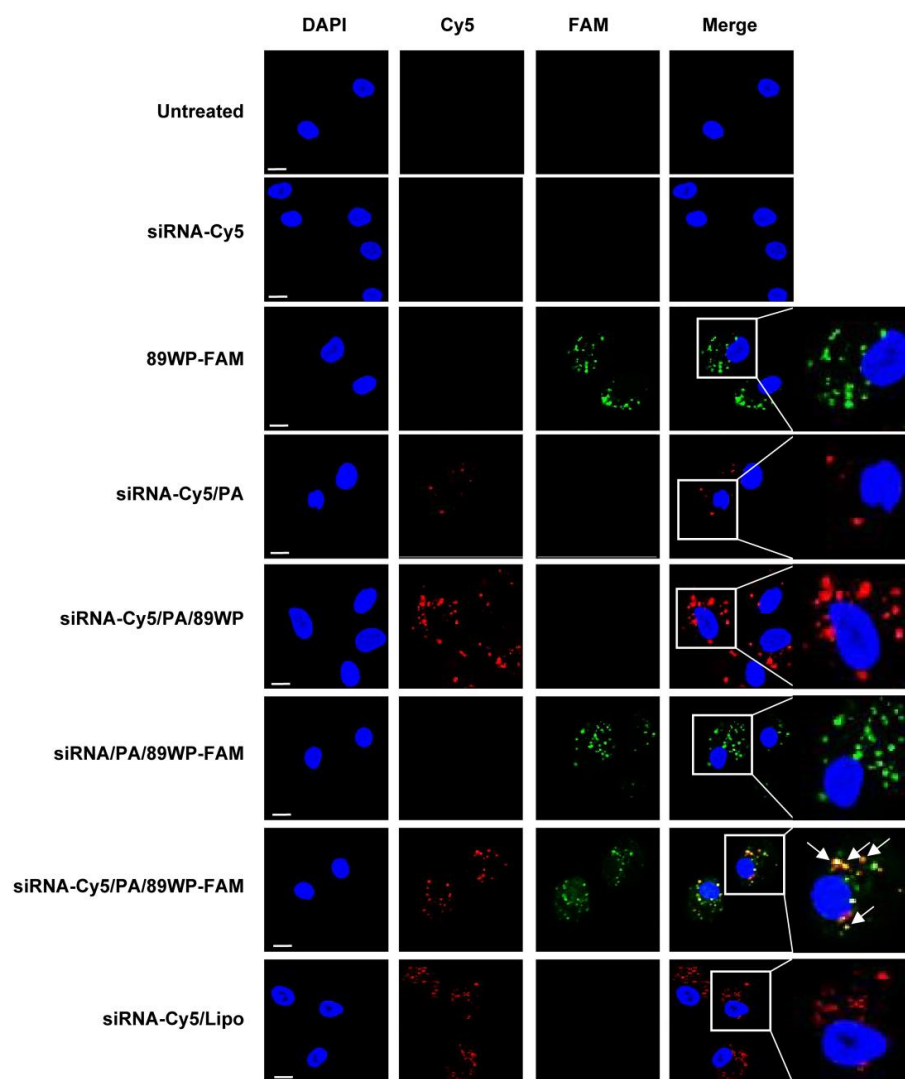 DAPI Cy5 FAM Merge
Untreated
siRNA-Cy5
89WP-FAM
siRNA-Cy5/PA
siRNA-Cy5/PA/89WP
siRNA/PA/89WP-FAM
siRNA-Cy5/PA/89WP-FAM
siRNA-Cy5/Lipo